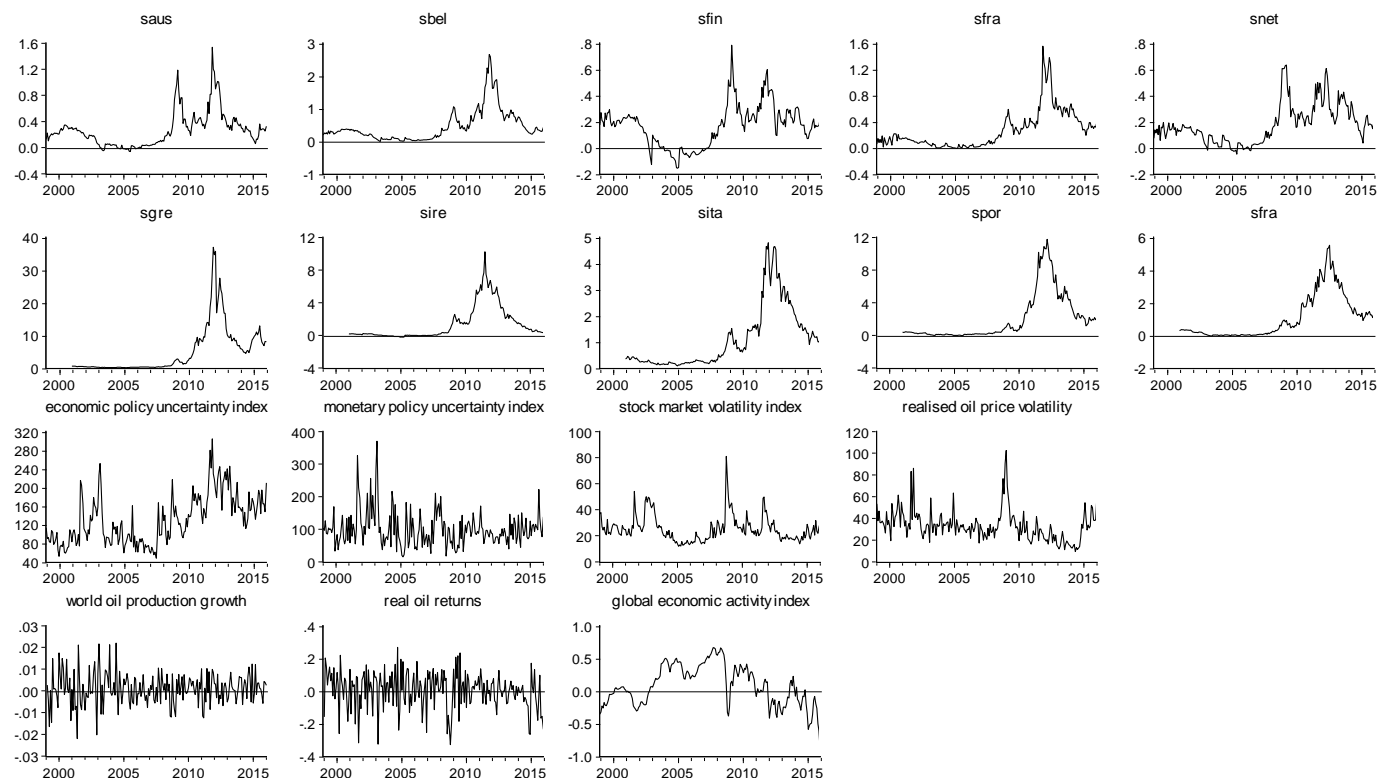 saus sbel sfin sfra snet
1.6 3 .8 1.6 .8
1.2 2 .6 1.2 .6
0.8 .4 0.8 .4
1 .2 .2
0.4 0.4
0.0 0 .0 0.0 .0
-0.4 -1 -.2 -0.4 -.2
2000 2005 2010 2015 2000 2005 2010 2015 2000 2005 2010 2015 2000 2005 2010 2015 2000 2005 2010 2015
sgre sire sita spor sfra
40 12 5 12 6
30 8 4 8 4
20 4 3 4 2
2
10 0 1 0 0
0 -4 0 -4 -2
2000 2005 2010 2015 2000 2005 2010 2015 2000 2005 2010 2015 2000 2005 2010 2015 2000 2005 2010 2015
economic policy uncertainty index monetary policy uncertainty index stock market volatility index realised oil price volatility
320 400 100 120
280 80 100
240 300 80
200 60
200 60
160 40
120 100 40
80 20 20
40 0 0 0
2000 2005 2010 2015 2000 2005 2010 2015 2000 2005 2010 2015 2000 2005 2010 2015
world oil production growth real oil returns global economic activity index
.03 .4 1.0
.02 .2 0.5
.01
.00 .0 0.0
-.01
-.02 -.2 -0.5
-.03 -.4 -1.0
2000 2005 2010 2015 2000 2005 2010 2015 2000 2005 2010 2015